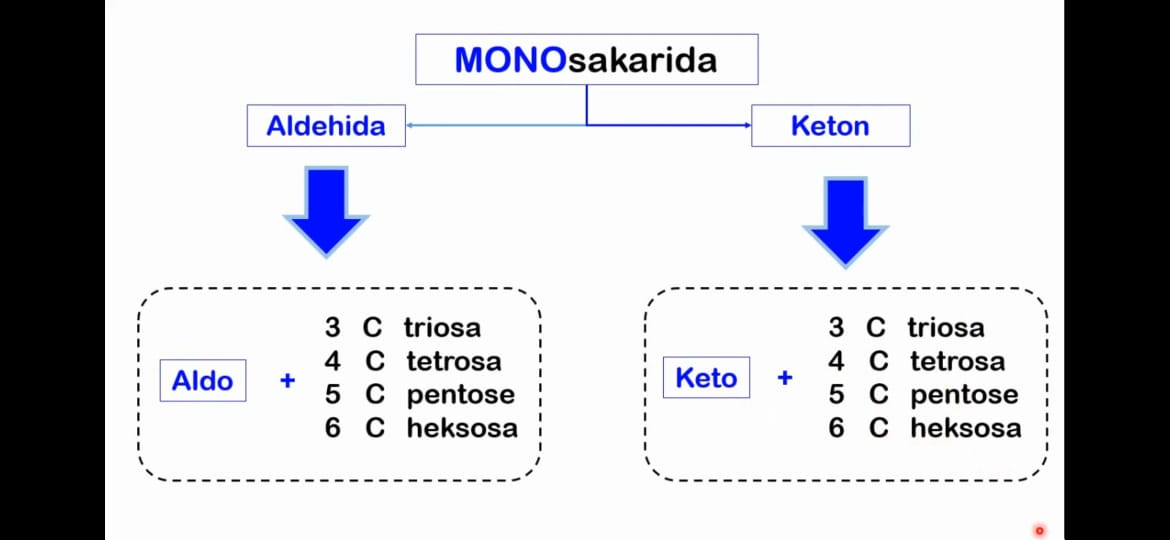 MONOsakarida
Aldehida
Keton
Aldo + 3 C triosa
4 C tetrosa
5 C pentose
6 C heksosa
Keto + 3 C triosa
4 C tetrosa
5 C pentose
6 C heksosa